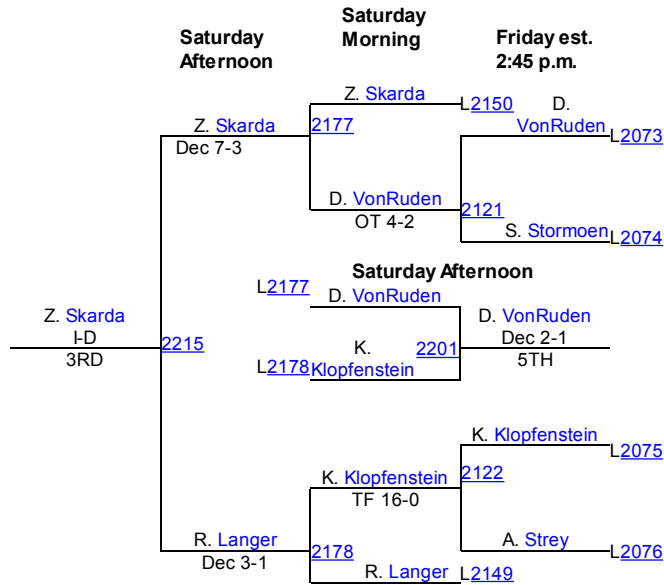 Saturday Afternoon
Saturday Morning
Friday est. 2:45 p.m.
Z. Skarda
L2150
D. VonRuden
L2073
Z. Skarda
2177
Dec 7-3
D. VonRuden
2121
OT 4-2
S. Stormoen
L2074
Saturday Afternoon
L2177
D. VonRuden
Z. Skarda
D. VonRuden
I-D
2215
K. Klopfenstein
2201
Dec 2-1
3RD
L2178
5TH
K. Klopfenstein
L2075
K. Klopfenstein
2122
TF 16-0
R. Langer
2178
A. Strey
L2076
Dec 3-1
R. Langer
L2149